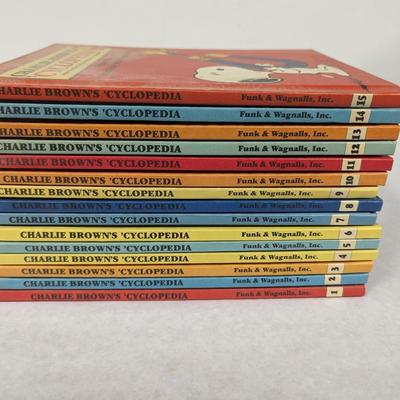 CHARLIE BROWN'S 'CYCLOPEDIA Funk & Wagnalls, Inc. 15
CHARLIE BROWN'S 'CYCLOPEDIA Funk & Wagnalls, Inc. 14
CHARLIE BROWN'S 'CYCLOPEDIA Funk & Wagnalls, Inc. 13
CHARLIE BROWN'S 'CYCLOPEDIA Funk & Wagnalls, Inc. 12
CHARLIE BROWN'S 'CYCLOPEDIA Funk & Wagnalls, Inc. 11
CHARLIE BROWN'S 'CYCLOPEDIA Funk & Wagnalls, Inc. 10
CHARLIE BROWN'S 'CYCLOPEDIA Funk & Wagnalls, Inc. 9
CHARLIE BROWN'S 'CYCLOPEDIA Funk & Wagnalls, Inc. 8
CHARLIE BROWN'S 'CYCLOPEDIA Funk & Wagnalls, Inc. 7
CHARLIE BROWN'S 'CYCLOPEDIA Funk & Wagnalls, Inc. 6
CHARLIE BROWN'S 'CYCLOPEDIA Funk & Wagnalls, Inc. 5
CHARLIE BROWN'S 'CYCLOPEDIA Funk & Wagnalls, Inc. 4
CHARLIE BROWN'S 'CYCLOPEDIA Funk & Wagnalls, Inc. 3
CHARLIE BROWN'S 'CYCLOPEDIA Funk & Wagnalls, Inc. 2
CHARLIE BROWN'S 'CYCLOPEDIA Funk & Wagnalls, Inc. 1